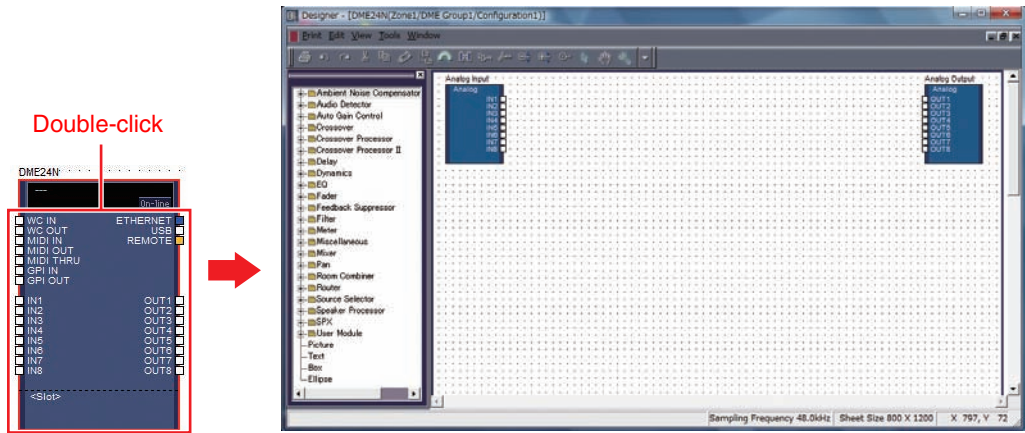 Double-click
DME24N
---
On-line
WC IN ETHERNET
WC OUT USB
MIDI IN REMOTE
MIDI OUT
MIDI THRU
GPI IN
GPI OUT
IN1 OUT1
IN2 OUT2
IN3 OUT3
IN4 OUT4
IN5 OUT5
IN6 OUT6
IN7 OUT7
IN8 OUT8
<Slot>
Designer - [DME24N(Zone1/DME Group1/Configuration1)]
Print Edit View Tools Window
Ambient Noise Compensator
Audio Detector
Auto Gain Control
Crossover
Crossover Processor
Crossover Processor II
Delay
Dynamics
EQ
Fader
Feedback Suppressor
Filter
Meter
Miscellaneous
Mixer
Pan
Room Combiner
Router
Source Selector
Speaker Processor
SPX
User Module
Picture
Text
Box
Ellipse
Analog Input
Analog
IN1
IN2
IN3
IN4
IN5
IN6
IN7
IN8
Analog Output
Analog
OUT1
OUT2
OUT3
OUT4
OUT5
OUT6
OUT7
OUT8
Sampling Frequency 48.0kHz Sheet Size 800 X 1200 X 797, Y 72